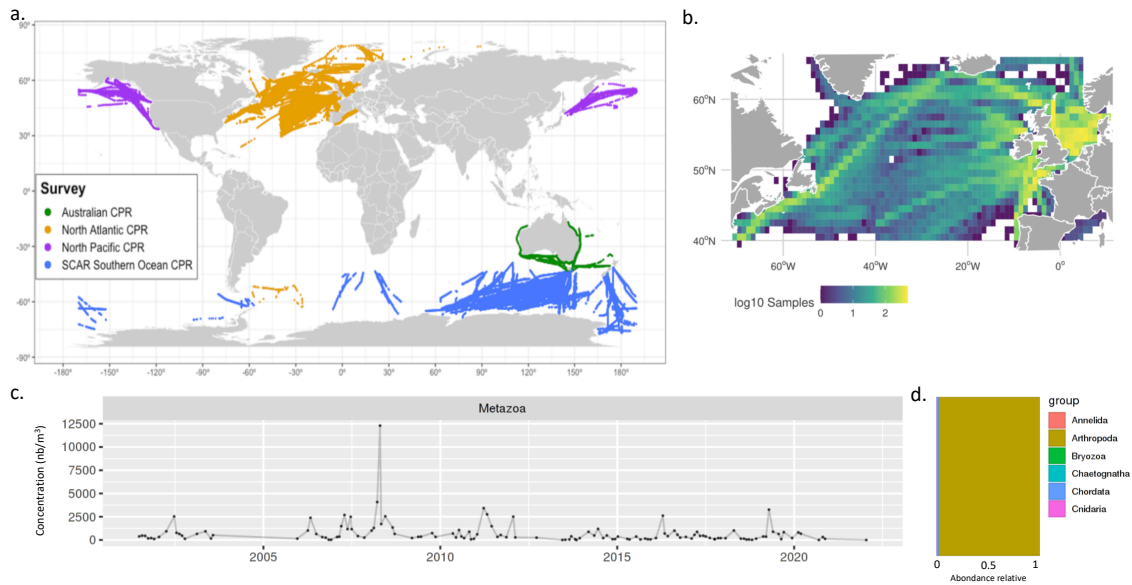 a.
90°
60°
30°
0°
-30°
-60°
-90°
Survey
Australian CPR
North Atlantic CPR
North Pacific CPR
SCAR Southern Ocean CPR
-180° -150° -120° -90° -60° -30° 0° 30° 60° 90° 120° 150° 180°
b.
60°N
50°N
40°N
60°W 40°W 20°W 0°
log10 Samples
0 1 2
c.
Metazoa
Concentration (nb/m³)
12500
10000
7500
5000
2500
0
2005 2010 2015 2020
d.
group
Annelida
Arthropoda
Bryozoa
Chaetognatha
Chordata
Cnidaria
0 0.5 1
Abondance relative